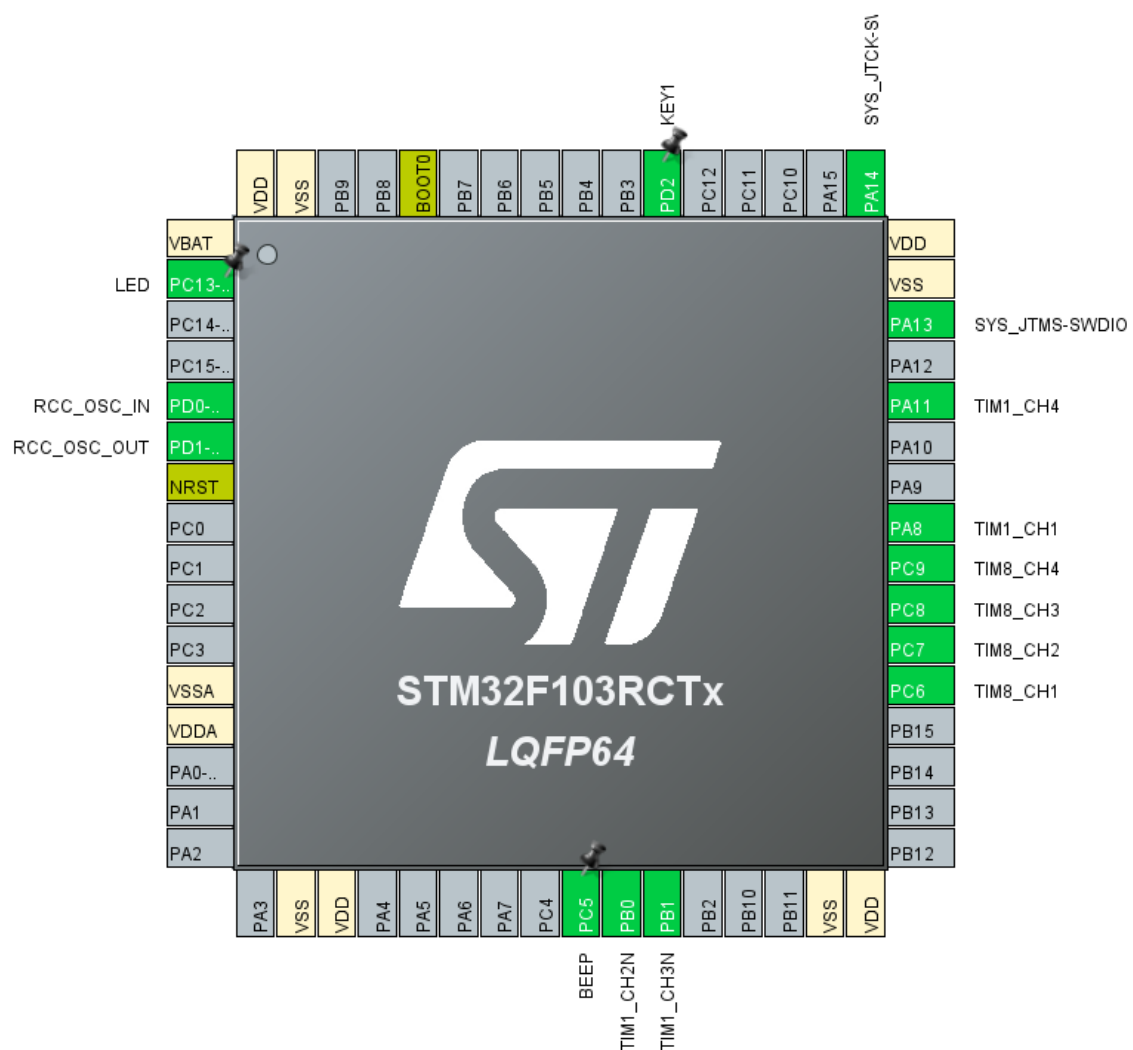 SYS_JTCK-S\
KEY1
VDD
VSS
PB9
PB8
BOOT0
PB7
PB6
PB5
PB4
PB3
PD2
PC12
PC11
PC10
PA15
PA14
VBAT
VDD
LED PC13-..
VSS
PC14-..
PA13 SYS_JTMS-SWDIO
PC15-..
PA12
RCC_OSC_IN PD0-..
PA11 TIM1_CH4
RCC_OSC_OUT PD1-..
PA10
NRST
PA9
PC0
PA8 TIM1_CH1
PC1
PC9 TIM8_CH4
PC2
PC8 TIM8_CH3
PC3
PC7 TIM8_CH2
VSSA
PC6 TIM8_CH1
STM32F103RCTx
VDDA
PB15
LQFP64
PA0-..
PB14
PA1
PB13
PA2
PB12
PA3
VSS
VDD
PA4
PA5
PA6
PA7
PC4
PC5
PB0
PB1
PB2
PB10
PB11
VSS
VDD
BEEP
TIM1_CH2N
TIM1_CH3N